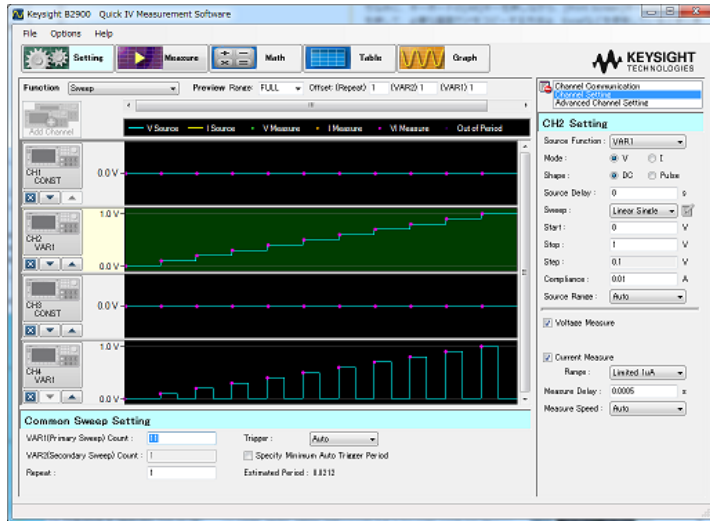 Keysight B2900 Quick IV Measurement Software
File Options Help
Setting Measure Math Table Graph
KEYSIGHT
TECHNOLOGIES
Function Sweep Preview Range: FULL Offset: (Repeat) 1 (VAR2) 1 (VAR1) 1
Add Channel
V Source I Source V Measure I Measure VI Measure Out of Period
CH1
CONST
0.0 V
CH2
VAR1
1.0 V
0.0 V
CH3
CONST
0.0 V
CH4
VAR1
1.0 V
0.0 V
Common Sweep Setting
VAR1(Primary Sweep) Count : 11
Trigger : Auto
VAR2(Secondary Sweep) Count : 1
Specify Minimum Auto Trigger Period
Repeat : 1
Estimated Period :
Channel Communication
Channel Setting
Advanced Channel Setting
CH2 Setting
Source Function : VAR1
Mode : V I
Shape : DC Pulse
Source Delay : 0 s
Sweep : Linear Single
Start : 0 V
Stop : 1 V
Step : 0.1 V
Compliance : 0.01 A
Source Range : Auto
Voltage Measure
Current Measure
Range : Limited 1uA
Measure Delay : 0.0005 s
Measure Speed : Auto